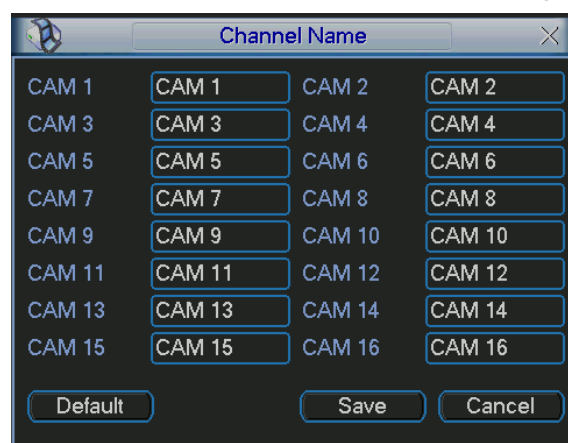 Channel Name
CAM 1 CAM 1 CAM 2 CAM 2
CAM 3 CAM 3 CAM 4 CAM 4
CAM 5 CAM 5 CAM 6 CAM 6
CAM 7 CAM 7 CAM 8 CAM 8
CAM 9 CAM 9 CAM 10 CAM 10
CAM 11 CAM 11 CAM 12 CAM 12
CAM 13 CAM 13 CAM 14 CAM 14
CAM 15 CAM 15 CAM 16 CAM 16
Default Save Cancel